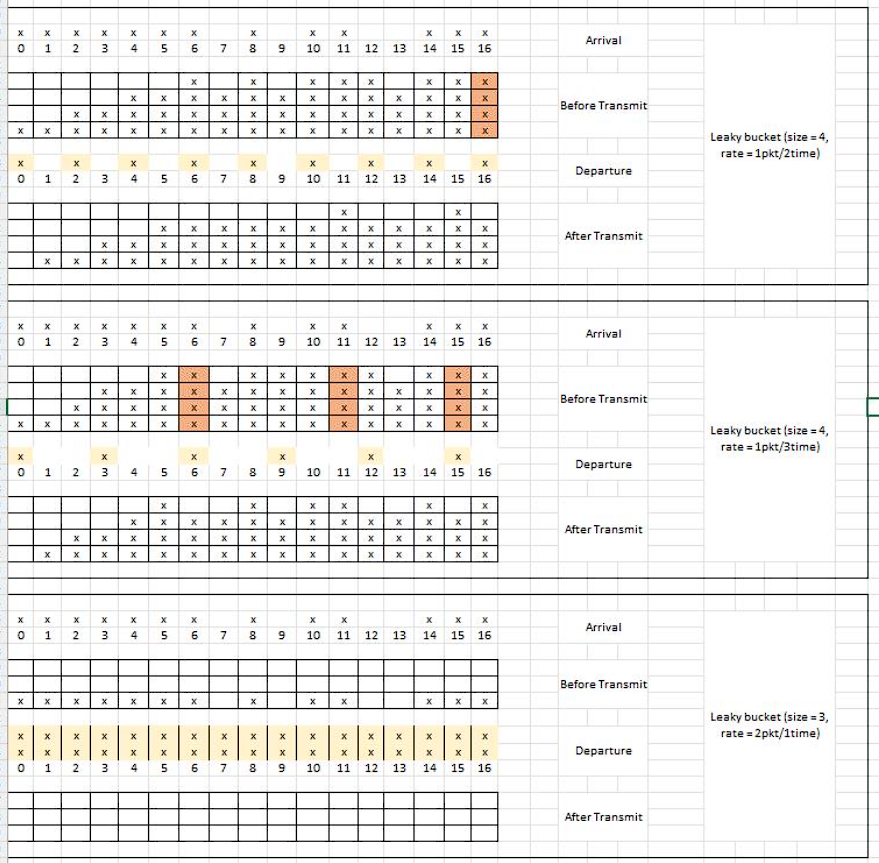 x x x x x x x x x x x x x
0 1 2 3 4 5 6 7 8 9 10 11 12 13 14 15 16
Arrival
x x x x x x x x
x x x x x x x x x x x x x
x x x x x x x x x x x x x x x
x x x x x x x x x x x x x x x x x
Before Transmit
x x x x x x x x x
0 1 2 3 4 5 6 7 8 9 10 11 12 13 14 15 16
Departure
x x
x x x x x x x x x x x x
x x x x x x x x x x x x x x
x x x x x x x x x x x x x x x x
After Transmit
Leaky bucket (size = 4,
rate = 1pkt/2time)
x x x x x x x x x x x x x
0 1 2 3 4 5 6 7 8 9 10 11 12 13 14 15 16
Arrival
x x x x x x x x x x
x x x x x x x x x x x x x x
x x x x x x x x x x x x x x x
x x x x x x x x x x x x x x x x x
Before Transmit
x x x x x x
0 1 2 3 4 5 6 7 8 9 10 11 12 13 14 15 16
Departure
x x x x x x
x x x x x x x x x x x x x
x x x x x x x x x x x x x x x
x x x x x x x x x x x x x x x x
After Transmit
Leaky bucket (size = 4,
rate = 1pkt/3time)
x x x x x x x x x x x x x
0 1 2 3 4 5 6 7 8 9 10 11 12 13 14 15 16
Arrival
x x x x x x x x x x x x x
Before Transmit
x x x x x x x x x x x x x x x x x
x x x x x x x x x x x x x x x x x
0 1 2 3 4 5 6 7 8 9 10 11 12 13 14 15 16
Departure
After Transmit
Leaky bucket (size = 3,
rate = 2pkt/1time)